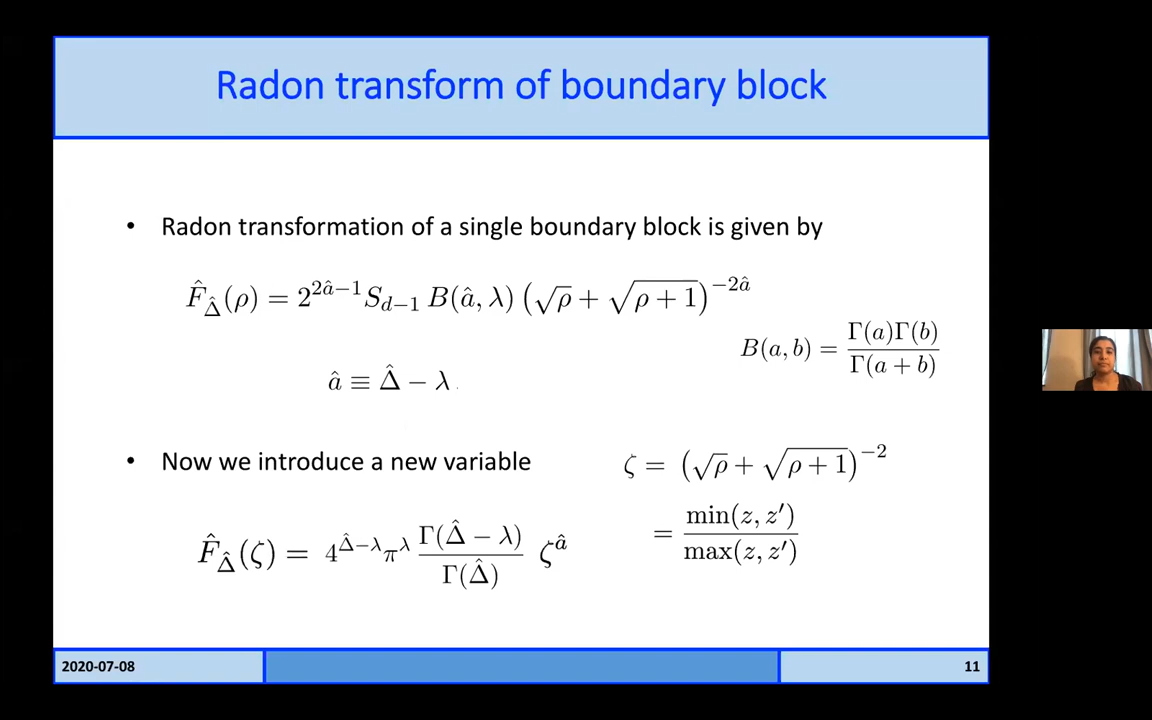 Radon transform of boundary block
• Radon transformation of a single boundary block is given by
F̂_Δ̂(ρ) = 2^{2â−1} S_{d−1} B(â, λ) (√ρ + √(ρ + 1))^{−2â}
B(a, b) = Γ(a)Γ(b) / Γ(a + b)
â ≡ Δ̂ − λ
• Now we introduce a new variable
ζ = (√ρ + √(ρ + 1))^{−2}
= min(z, z′) / max(z, z′)
F̂_Δ̂(ζ) = 4^{Δ̂−λ} π^λ Γ(Δ̂ − λ) / Γ(Δ̂) ζ^â
2020-07-08
11